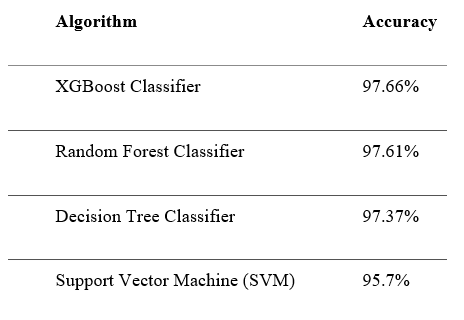 Algorithm Accuracy
XGBoost Classifier 97.66%
Random Forest Classifier 97.61%
Decision Tree Classifier 97.37%
Support Vector Machine (SVM) 95.7%